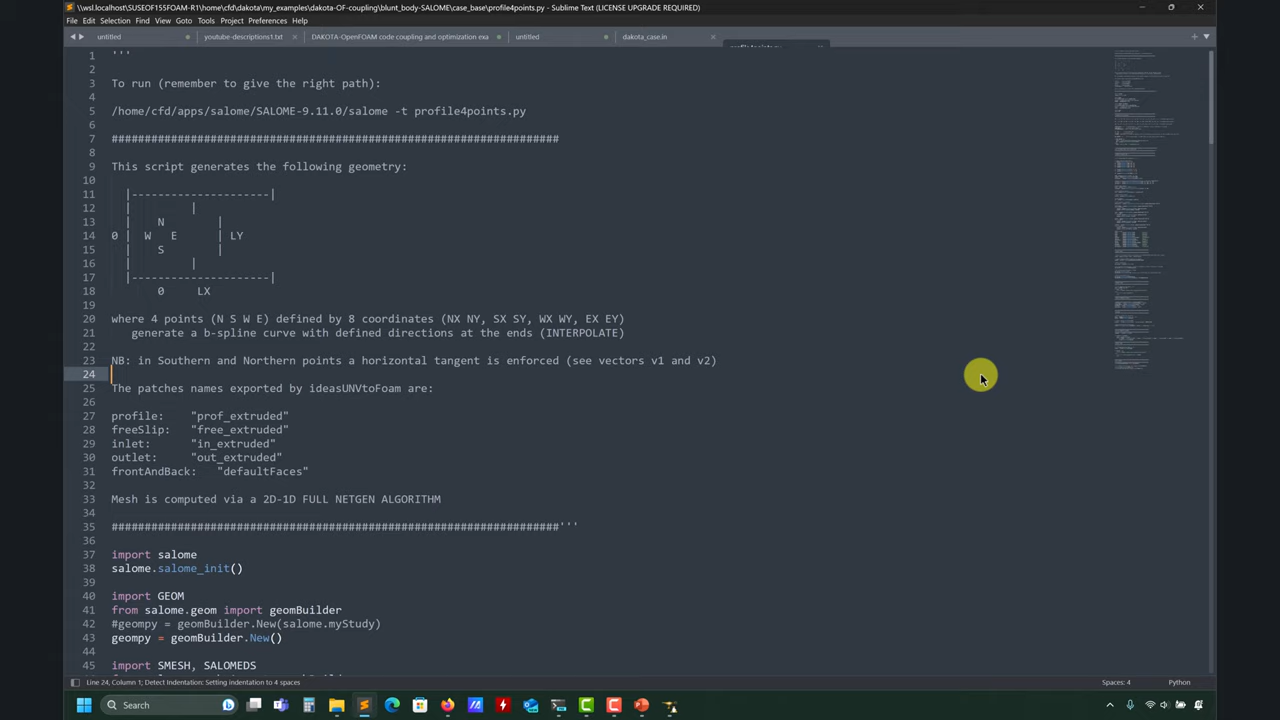 \\wsl.localhost\SUSEOF155FOAM-R1\home\cfd\dakota\my_examples\dakota-OF-coupling\blunt_body-SALOME\case_base\profile4points.py - Sublime Text (LICENSE UPGRADE REQUIRED)
File Edit Selection Find View Goto Tools Project Preferences Help
untitled youtube-descriptions1.txt DAKOTA-OpenFOAM code coupling and optimization exa untitled dakota_case.in
1 '''
2
3 To run (remember to give the right path):
4
5 /home/cfd/apps/salome/SALOME-9.11.0/salome -t profile4points.py
6
7 ####################################################################
8
9 This script generates the following geometry:
10
11 |---------------------|
12 | |
13 | N |
14 0 | W E | LY
15 | S |
16 | |
17 |---------------------|
18 0 LX
19
20 where 4 points (N S W E) defined by 8 coordinates (NX NY, SX SY, WX WY, EX EY)
21 generate a b-spline curve with defined directions at the ends (INTERPOLATE)
22
23 NB: in Southern and Northern points a horizontal tangent is enforced (see vectors v1 and v2)
24
25 The patches names exported by ideasUNVtoFoam are:
26
27 profile: "prof_extruded"
28 freeSlip: "free_extruded"
29 inlet: "in_extruded"
30 outlet: "out_extruded"
31 frontAndBack: "defaultFaces"
32
33 Mesh is computed via a 2D-1D FULL NETGEN ALGORITHM
34
35 ####################################################################'''
36
37 import salome
38 salome.salome_init()
39
40 import GEOM
41 from salome.geom import geomBuilder
42 #geompy = geomBuilder.New(salome.myStudy)
43 geompy = geomBuilder.New()
44
45 import SMESH, SALOMEDS
Line 24, Column 1; Detect Indentation: Setting indentation to 4 spaces Spaces: 4 Python
Search